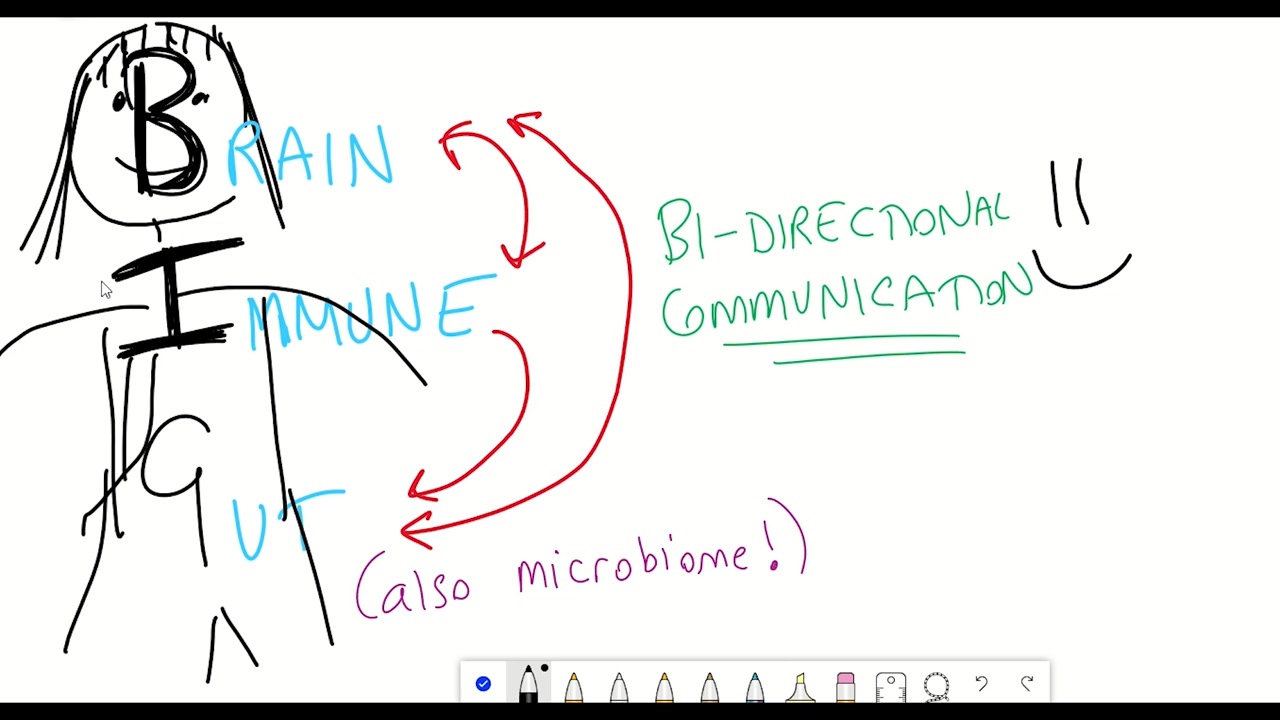 BRAIN
BI-DIRECTIONAL
COMMUNICATION
IMMUNE
GUT
(also microbiome!)